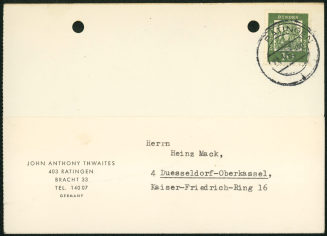 JOHN ANTHONY THWAITES
403 RATINGEN
BRACHT 33
TEL. 14007
GERMANY
Herrn
Heinz Mack,
4 Duesseldorf-Oberkassel,
Kaiser-Friedrich-Ring 16